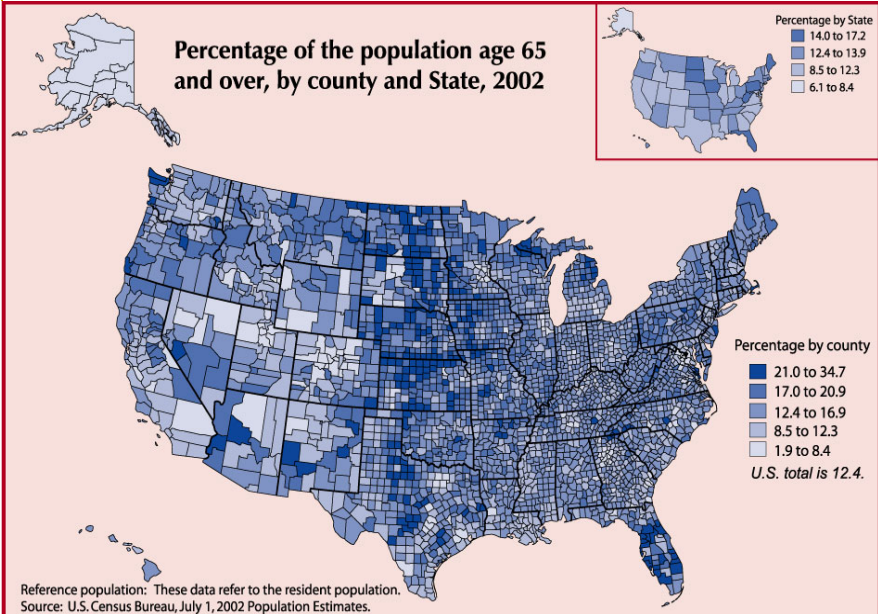 Percentage of the population age 65
and over, by county and State, 2002
Percentage by State
14.0 to 17.2
12.4 to 13.9
8.5 to 12.3
6.1 to 8.4
Percentage by county
21.0 to 34.7
17.0 to 20.9
12.4 to 16.9
8.5 to 12.3
1.9 to 8.4
U.S. total is 12.4.
Reference population: These data refer to the resident population.
Source: U.S. Census Bureau, July 1, 2002 Population Estimates.